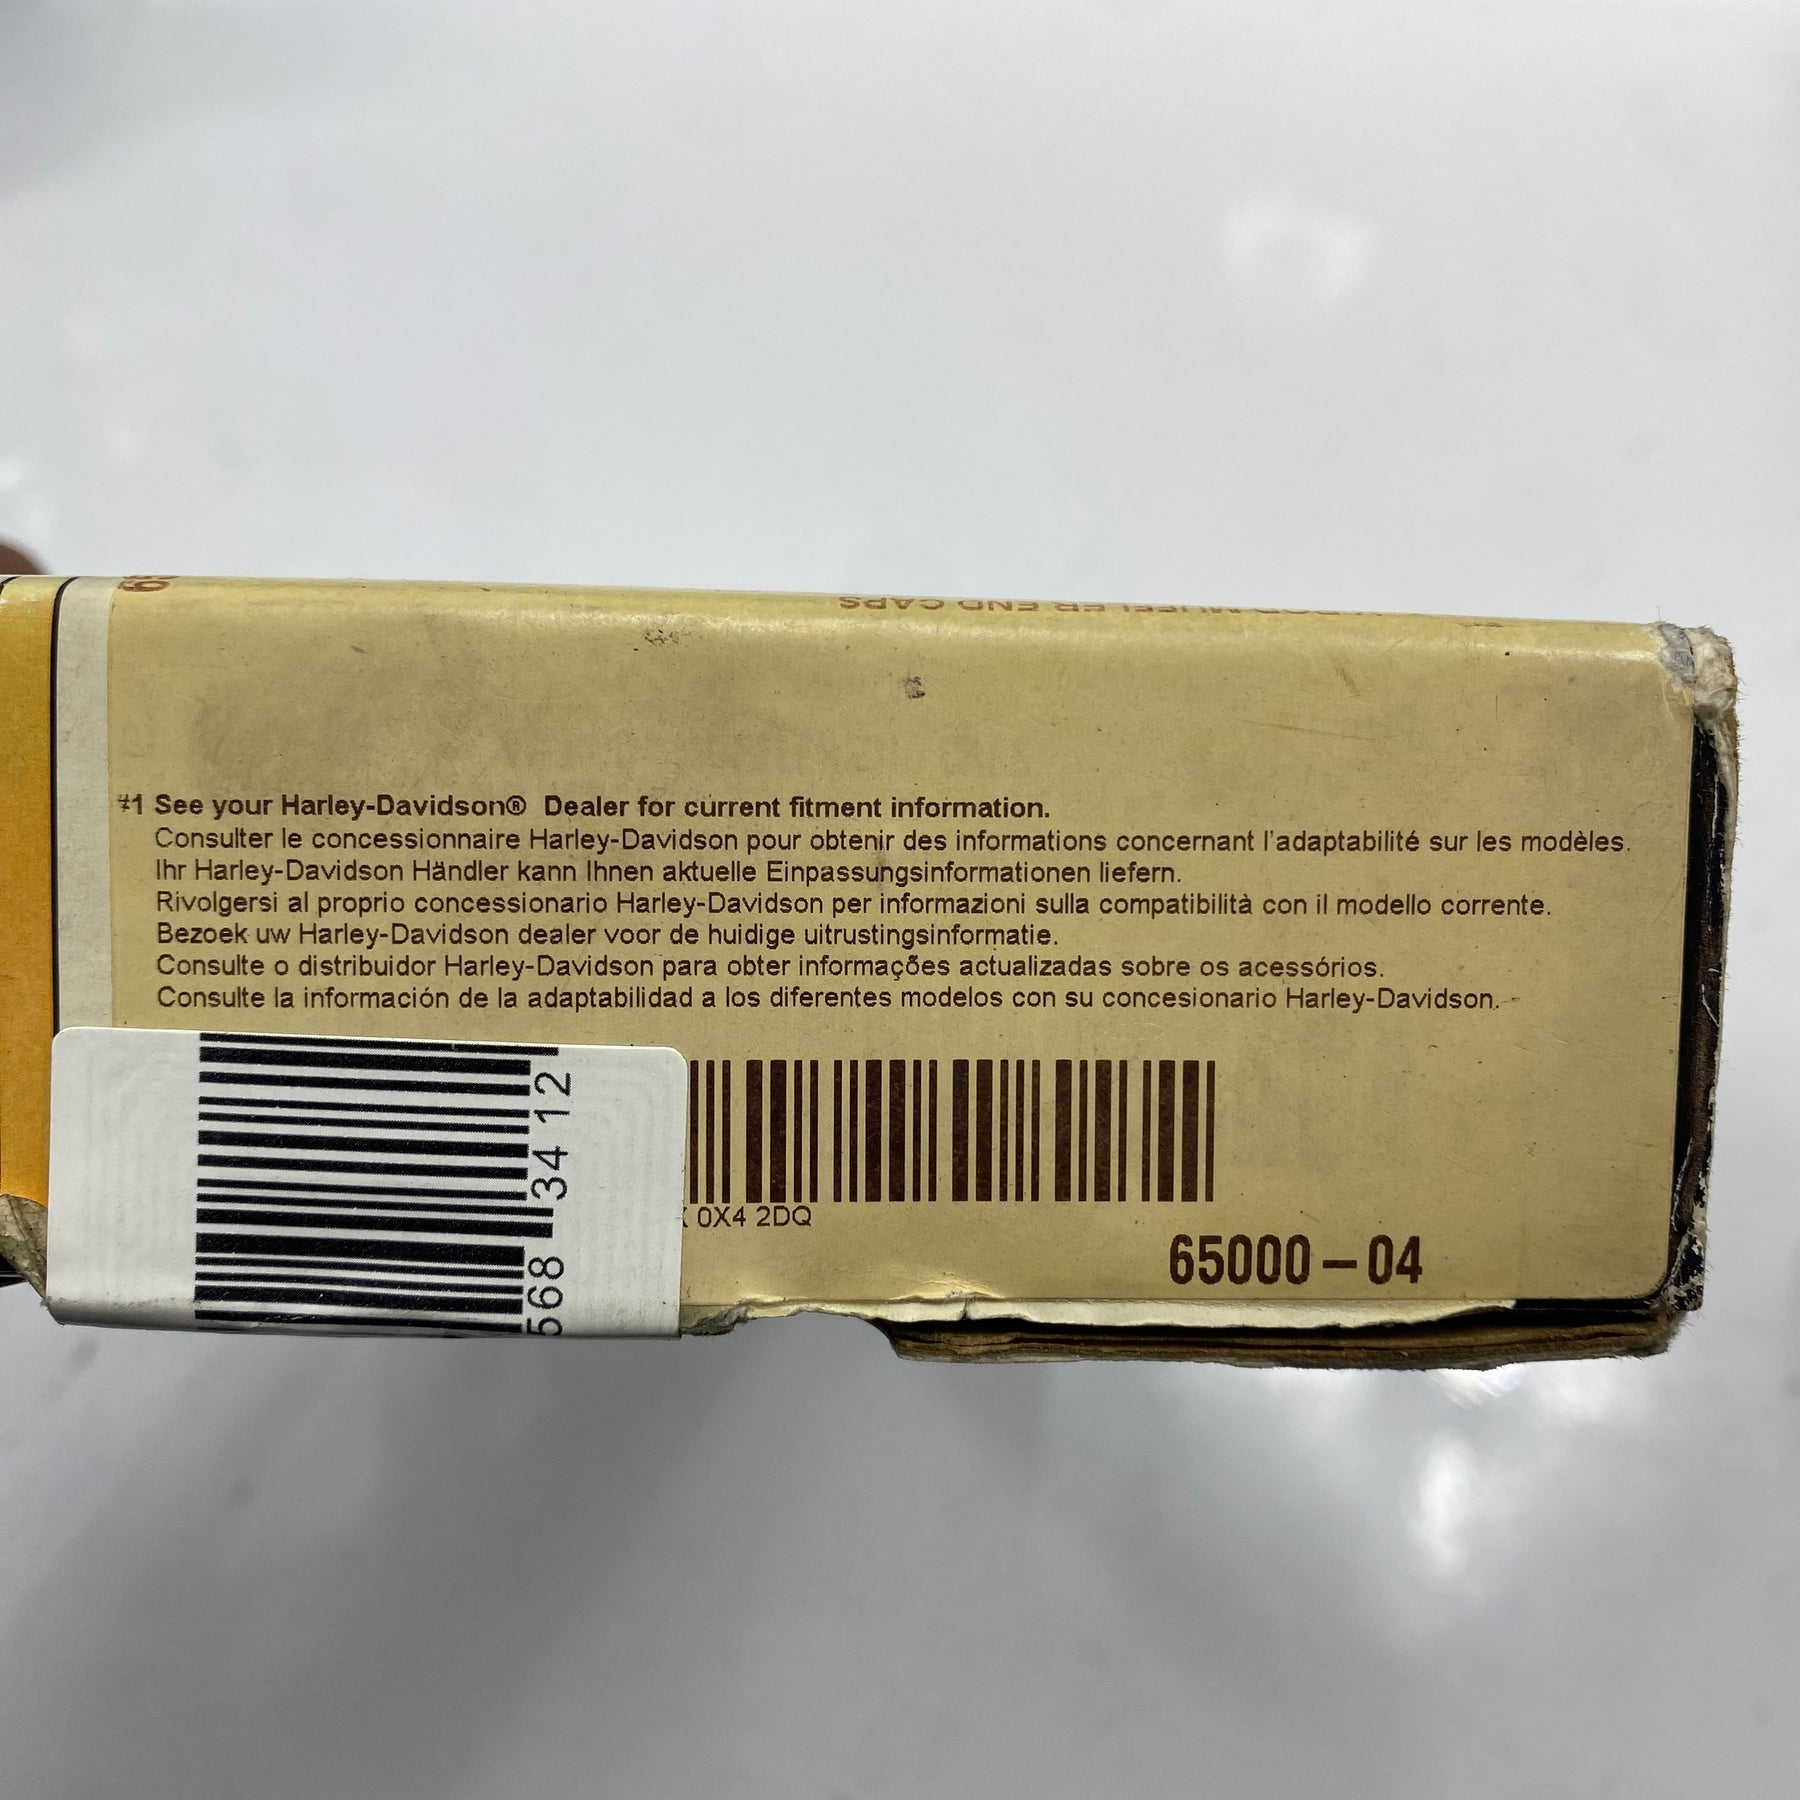 69
MUFFLER END CAPS
#1 See your Harley-Davidson® Dealer for current fitment information.
Consulter le concessionnaire Harley-Davidson pour obtenir des informations concernant l'adaptabilité sur les modèles.
Ihr Harley-Davidson Händler kann Ihnen aktuelle Einpassungsinformationen liefern.
Rivolgersi al proprio concessionario Harley-Davidson per informazioni sulla compatibilità con il modello corrente.
Bezoek uw Harley-Davidson dealer voor de huidige uitrustingsinformatie.
Consulte o distribuidor Harley-Davidson para obter informações actualizadas sobre os acessórios.
Consulte la información de la adaptabilidad a los diferentes modelos con su concesionario Harley-Davidson.
568 34 12
0X4 2DQ
65000-04